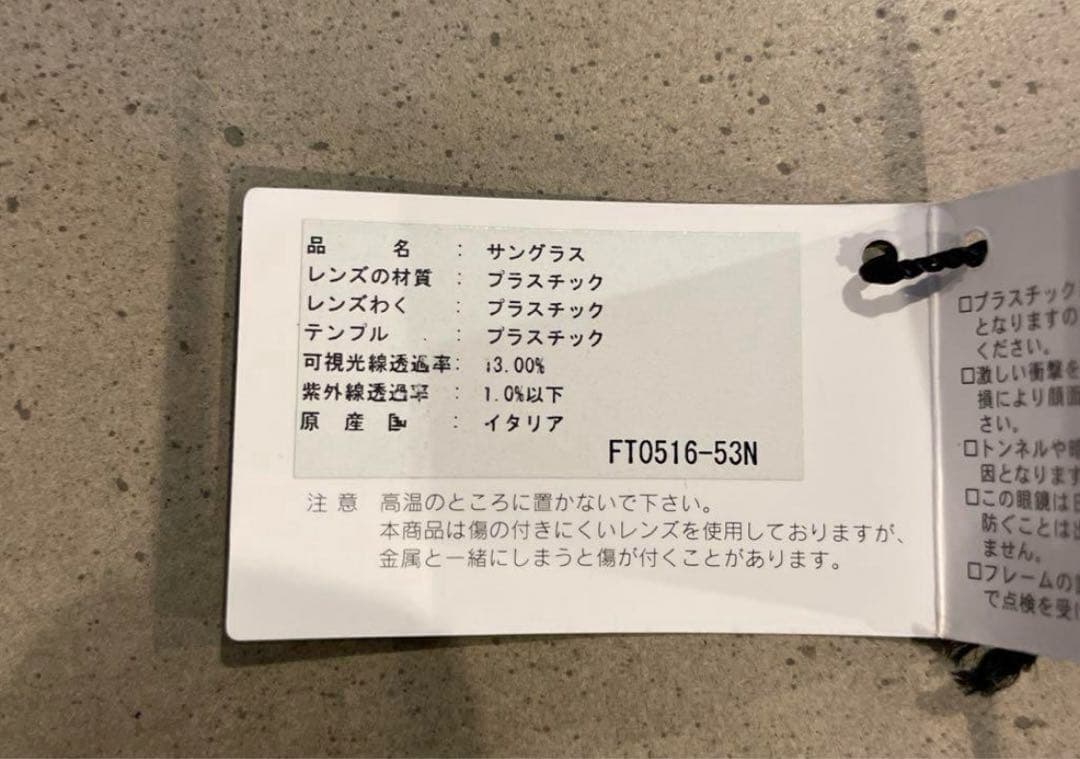 品 名 : サングラス
レンズの材質 : プラスチック
レンズわく : プラスチック
テンプル : プラスチック
可視光線透過率: 13.00%
紫外線透過率 : 1.0%以下
原 産 国 : イタリア
FT0516-53N
注 意 高温のところに置かないで下さい。
本商品は傷の付きにくいレンズを使用しておりますが、
金属と一緒にしまうと傷が付くことがあります。
□プラスチック
となりますの
ください。
□激しい衝撃を
損により顔面
さい。
□トンネルや暗
因となります
□この眼鏡は
防ぐことは出
ません。
□フレームの
で点検を受け